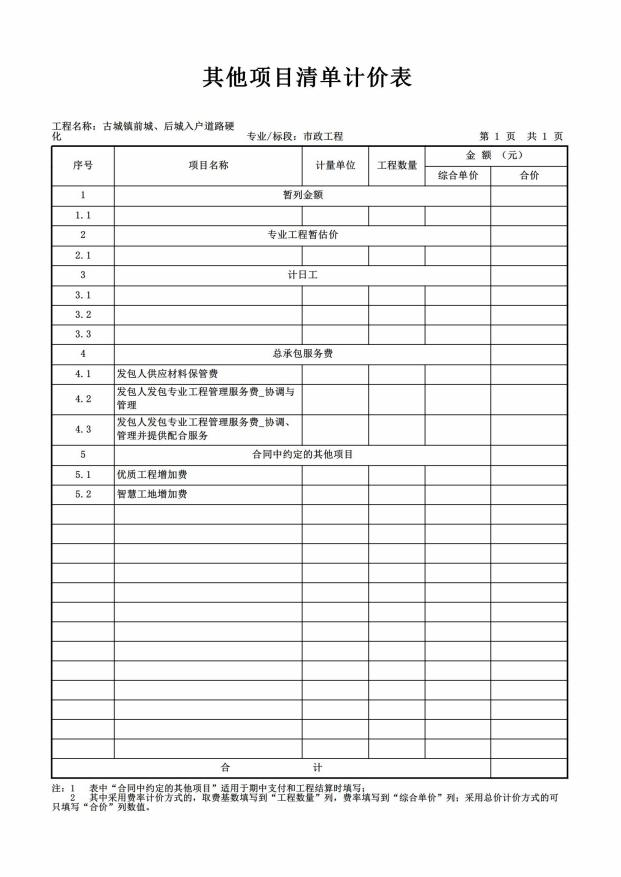 其他项目清单计价表
工程名称：古城镇前城、后城入户道路硬
化
专业/标段：市政工程
第 1 页 共 1 页
序号
项目名称
计量单位
工程数量
金 额 （元）
综合单价
合价
1
暂列金额
1.1
2
专业工程暂估价
2.1
3
计日工
3.1
3.2
3.3
4
总承包服务费
4.1 发包人供应材料保管费
4.2 发包人发包专业工程管理服务费_协调与
管理
4.3 发包人发包专业工程管理服务费_协调、
管理并提供配合服务
5
合同中约定的其他项目
5.1 优质工程增加费
5.2 智慧工地增加费
合 计
注：1 表中“合同中约定的其他项目”适用于期中支付和工程结算时填写；
2 其中采用费率计价方式的，取费基数填写到“工程数量”列，费率填写到“综合单价”列；采用总价计价方式的可
只填写“合价”列数值。